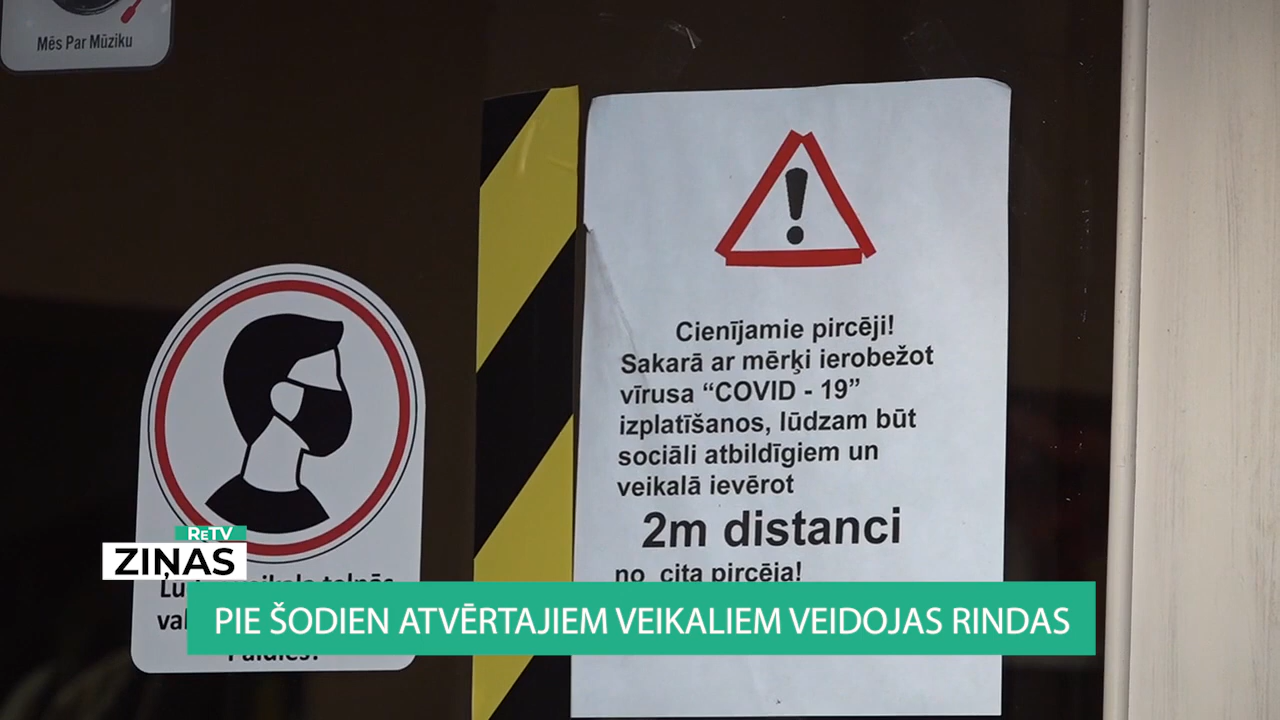 Mēs Par Mūziku
Cienījamie pircēji!
Sakarā ar mērķi ierobežot
vīrusa “COVID - 19”
izplatīšanos, lūdzam būt
sociāli atbildīgiem un
veikalā ievērot
2m distanci
no cita pircēja!
RETV
ZIŅAS
PIE ŠODIEN ATVĒRTAJIEM VEIKALIEM VEIDOJAS RINDAS